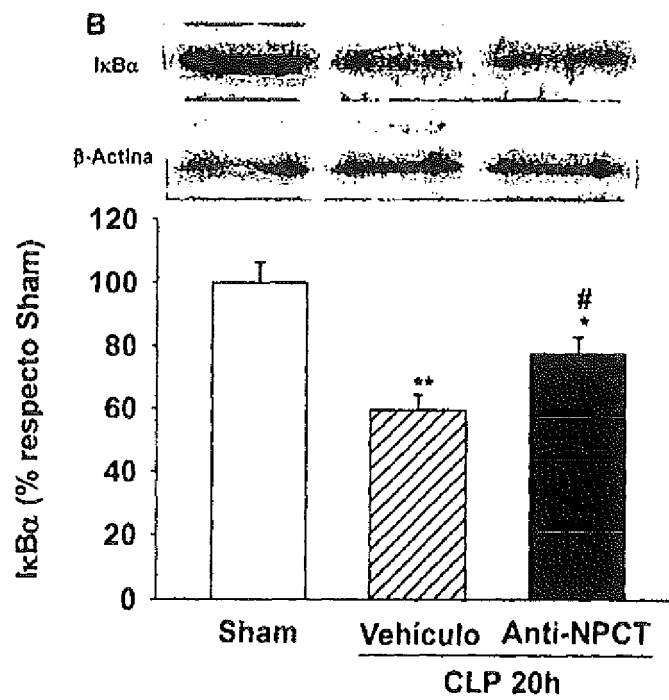 B
IκBα
β-Actina
IκBα (% respecto Sham)
120
100
80
60
40
20
0
**
#
*
Sham
Vehículo
Anti-NPCT
CLP 20h